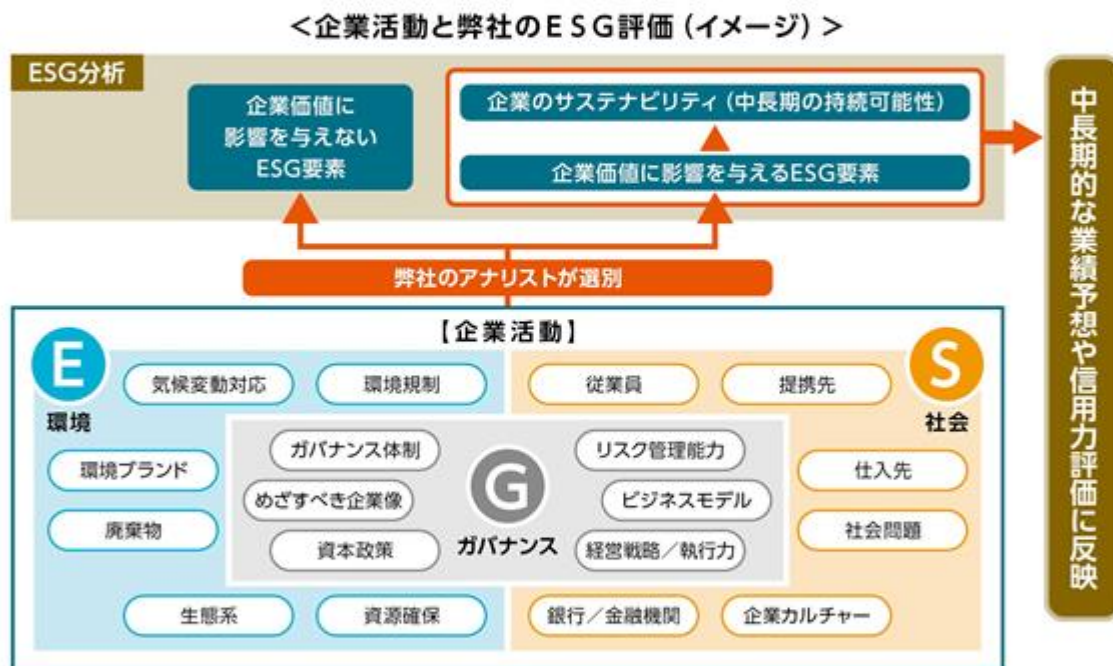 <企業活動と弊社のESG評価(イメージ)>
ESG分析
企業価値に
影響を与えない
ESG要素
企業のサステナビリティ(中長期の持続可能性)
企業価値に影響を与えるESG要素
中長期的な業績予想や信用力評価に反映
弊社のアナリストが選別
【企業活動】
E
環境
気候変動対応
環境規制
環境ブランド
廃棄物
生態系
資源確保
G
ガバナンス
ガバナンス体制
めざすべき企業像
資本政策
リスク管理能力
ビジネスモデル
経営戦略/執行力
S
社会
従業員
提携先
仕入先
社会問題
銀行/金融機関
企業カルチャー